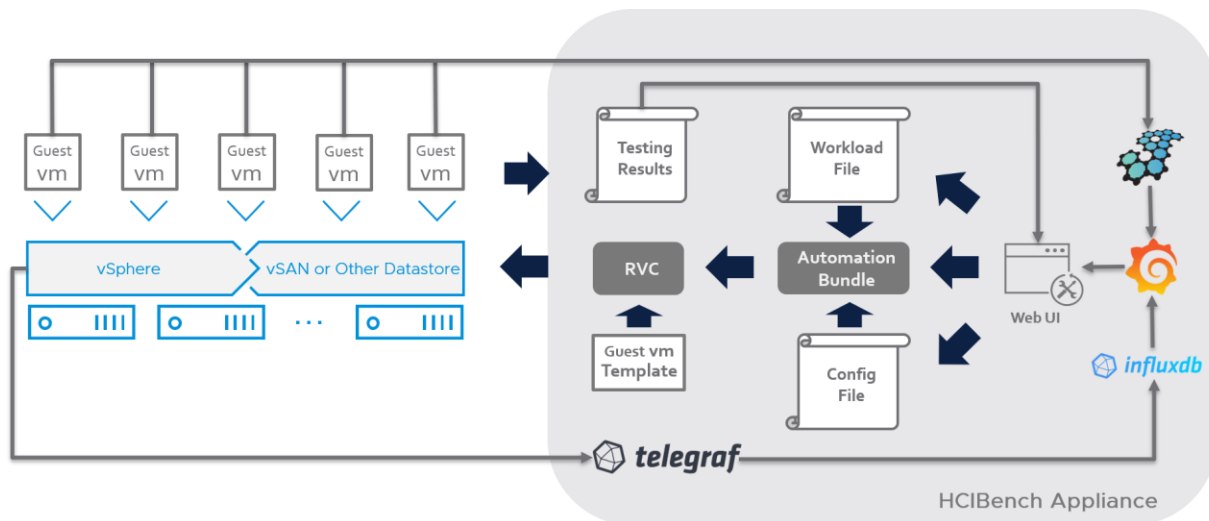 Guest
vm
Guest
vm
Guest
vm
Guest
vm
Guest
vm
Testing
Results
Workload
File
vSphere
vSAN or Other Datastore
RVC
Automation
Bundle
Web UI
Guest vm
Template
Config
File
influxdb
telegraf
HCIBench Appliance